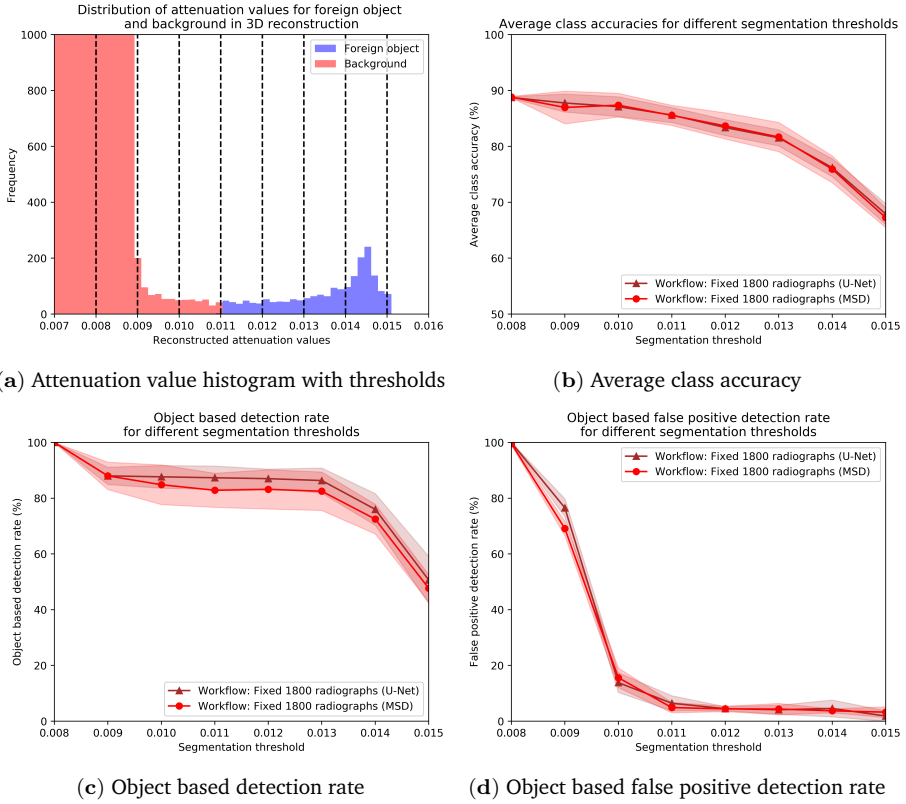 Distribution of attenuation values for foreign object
and background in 3D reconstruction
Foreign object
Background
1000
800
600
400
200
0
Frequency
0.007 0.008 0.009 0.010 0.011 0.012 0.013 0.014 0.015 0.016
Reconstructed attenuation values
(a) Attenuation value histogram with thresholds
Average class accuracies for different segmentation thresholds
100
90
80
70
60
50
Average class accuracy (%)
Workflow: Fixed 1800 radiographs (U-Net)
Workflow: Fixed 1800 radiographs (MSD)
0.008 0.009 0.010 0.011 0.012 0.013 0.014 0.015
Segmentation threshold
(b) Average class accuracy
Object based detection rate
for different segmentation thresholds
100
80
60
40
20
0
Object based detection rate (%)
Workflow: Fixed 1800 radiographs (U-Net)
Workflow: Fixed 1800 radiographs (MSD)
0.008 0.009 0.010 0.011 0.012 0.013 0.014 0.015
Segmentation threshold
(c) Object based detection rate
Object based false positive detection rate
for different segmentation thresholds
Workflow: Fixed 1800 radiographs (U-Net)
Workflow: Fixed 1800 radiographs (MSD)
100
80
60
40
20
0
False positive detection rate (%)
0.008 0.009 0.010 0.011 0.012 0.013 0.014 0.015
Segmentation threshold
(d) Object based false positive detection rate